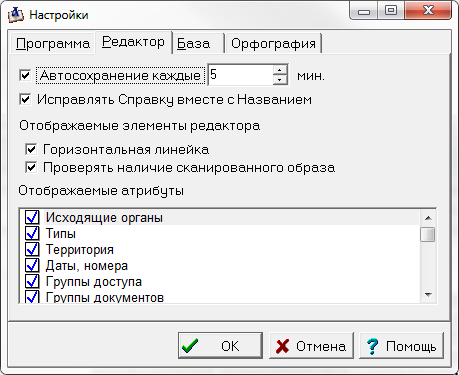 Настройки
Программа Редактор База Орфография
Автосохранение каждые 5 мин.
Исправлять Справку вместе с Названием
Отображаемые элементы редактора
Горизонтальная линейка
Проверять наличие сканированного образа
Отображаемые атрибуты
Исходящие органы
Типы
Территория
Даты, номера
Группы доступа
Группы документов
OK Отмена ? Помощь